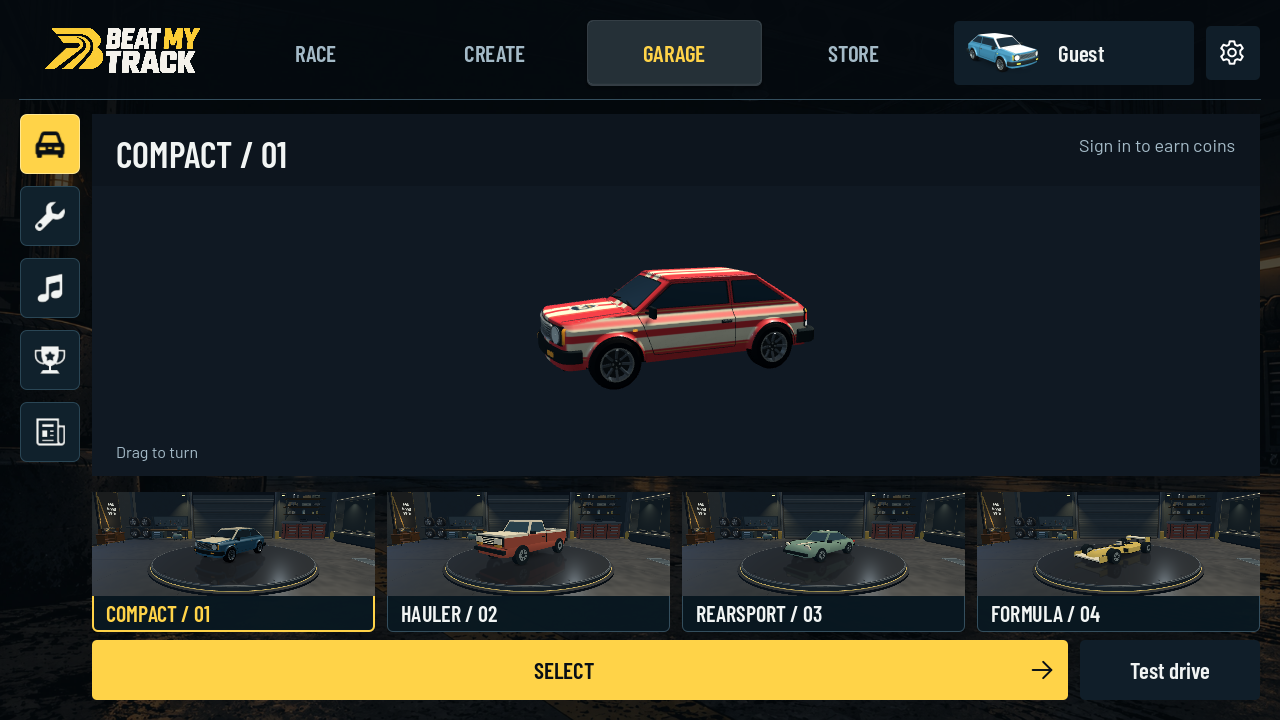 BEAT MY
TRACK
RACE
CREATE
GARAGE
STORE
Guest
COMPACT / 01
Sign in to earn coins
Drag to turn
COMPACT / 01
HAULER / 02
REARSPORT / 03
FORMULA / 04
SELECT
Test drive